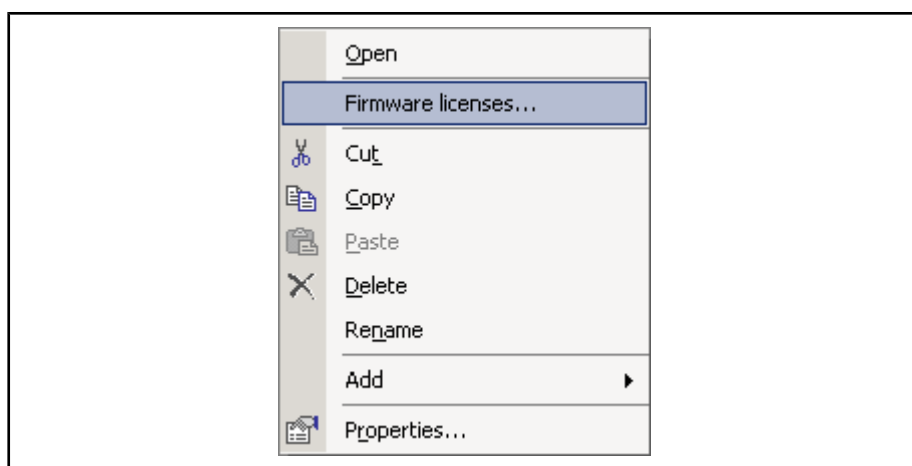 Open
Firmware licenses...
Cut
Copy
Paste
Delete
Rename
Add
Properties...